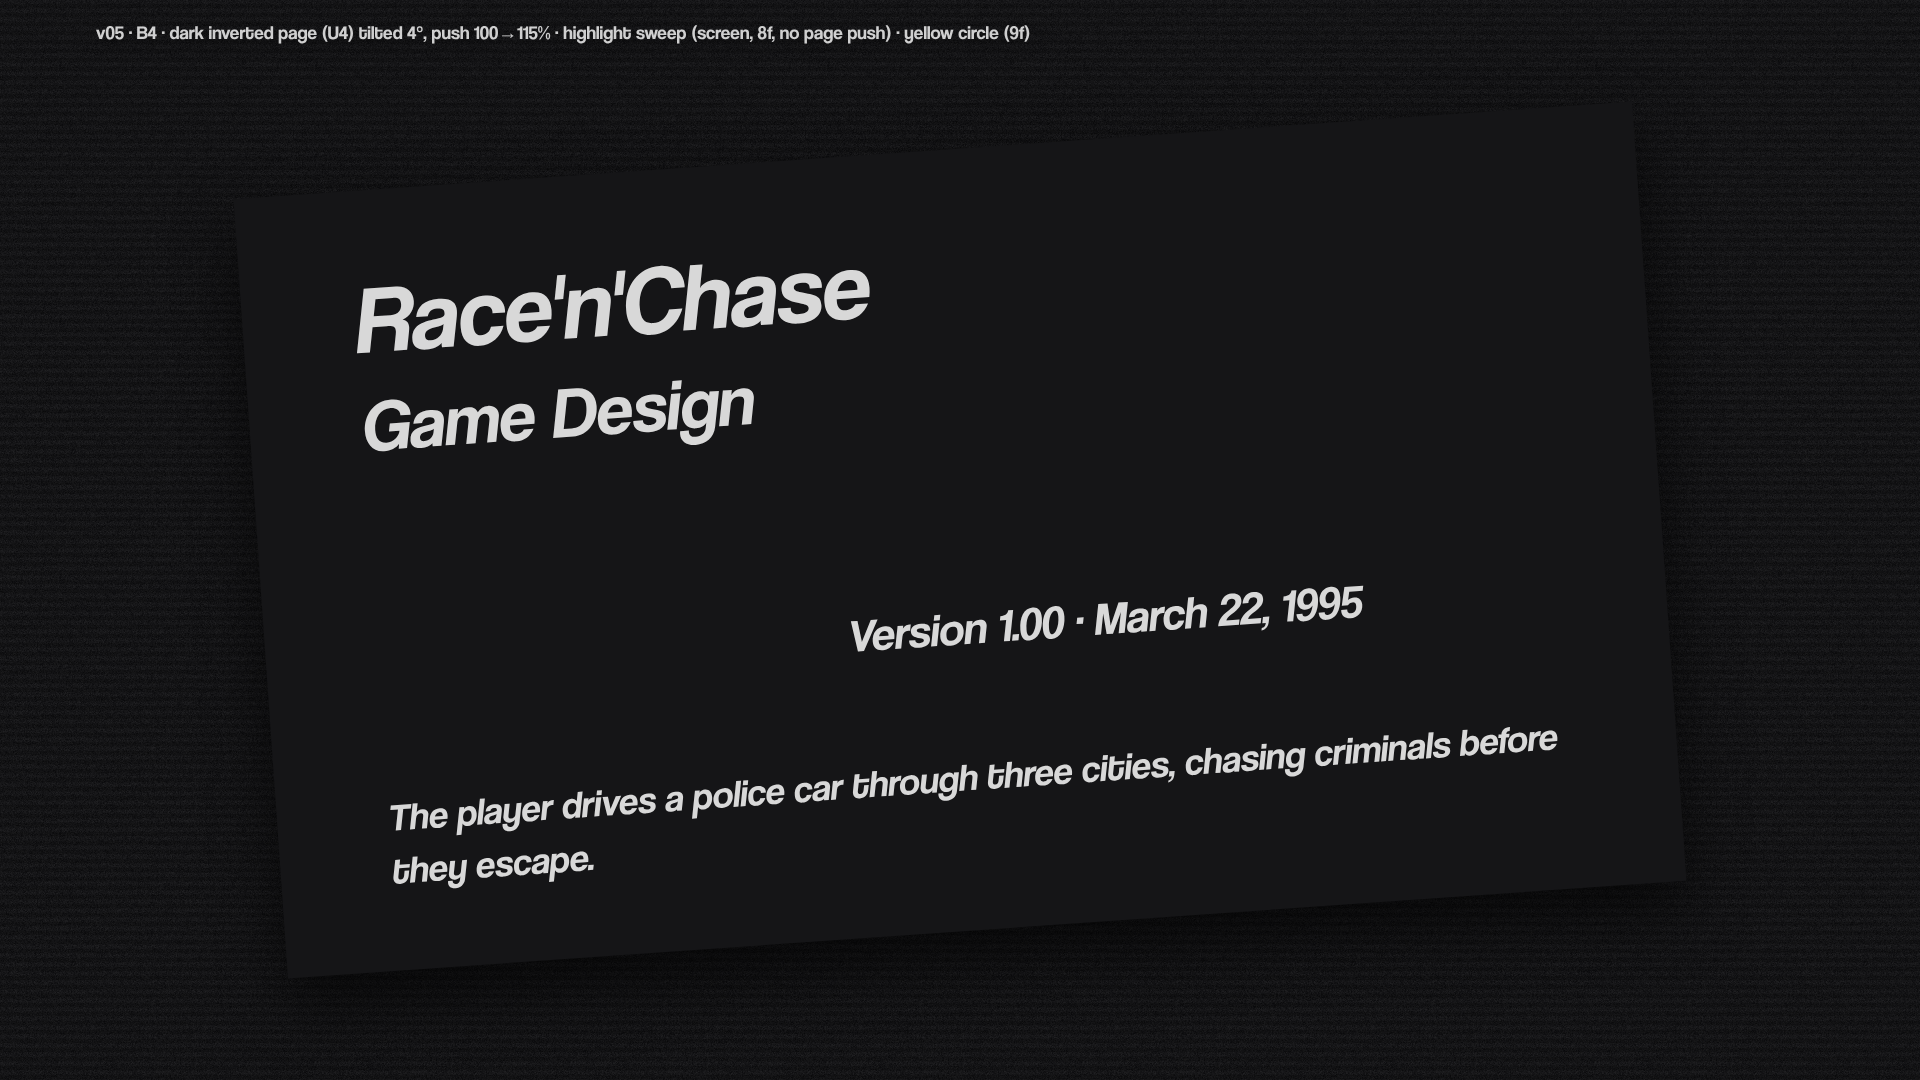 v05 · B4 · dark inverted page (U4) tilted 4°, push 100→115% · highlight sweep (screen, 8f, no page push) · yellow circle (9f)
Race'n'Chase
Game Design
Version 1.00 · March 22, 1995
The player drives a police car through three cities, chasing criminals before
they escape.